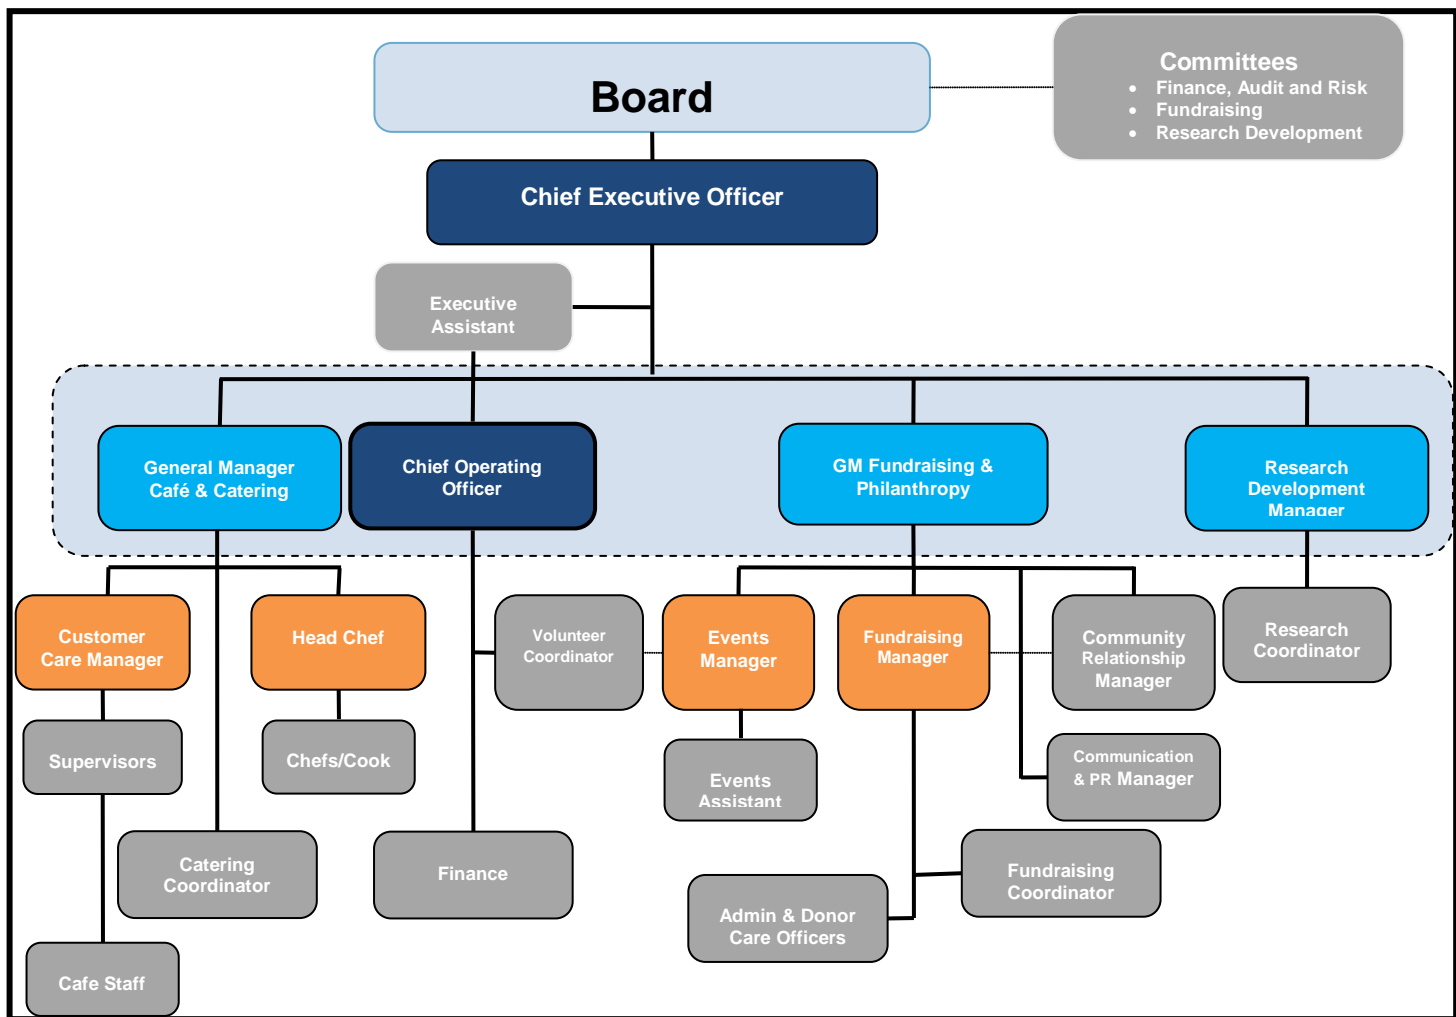 Board
Committees
• Finance, Audit and Risk
• Fundraising
• Research Development
Chief Executive Officer
Executive
Assistant
General Manager
Café & Catering
Chief Operating
Officer
GM Fundraising &
Philanthropy
Research
Development
Manager
Customer
Care Manager
Head Chef
Volunteer
Coordinator
Events
Manager
Fundraising
Manager
Community
Relationship
Manager
Research
Coordinator
Supervisors
Chefs/Cook
Events
Assistant
Communication
& PR Manager
Catering
Coordinator
Finance
Admin & Donor
Care Officers
Fundraising
Coordinator
Cafe Staff